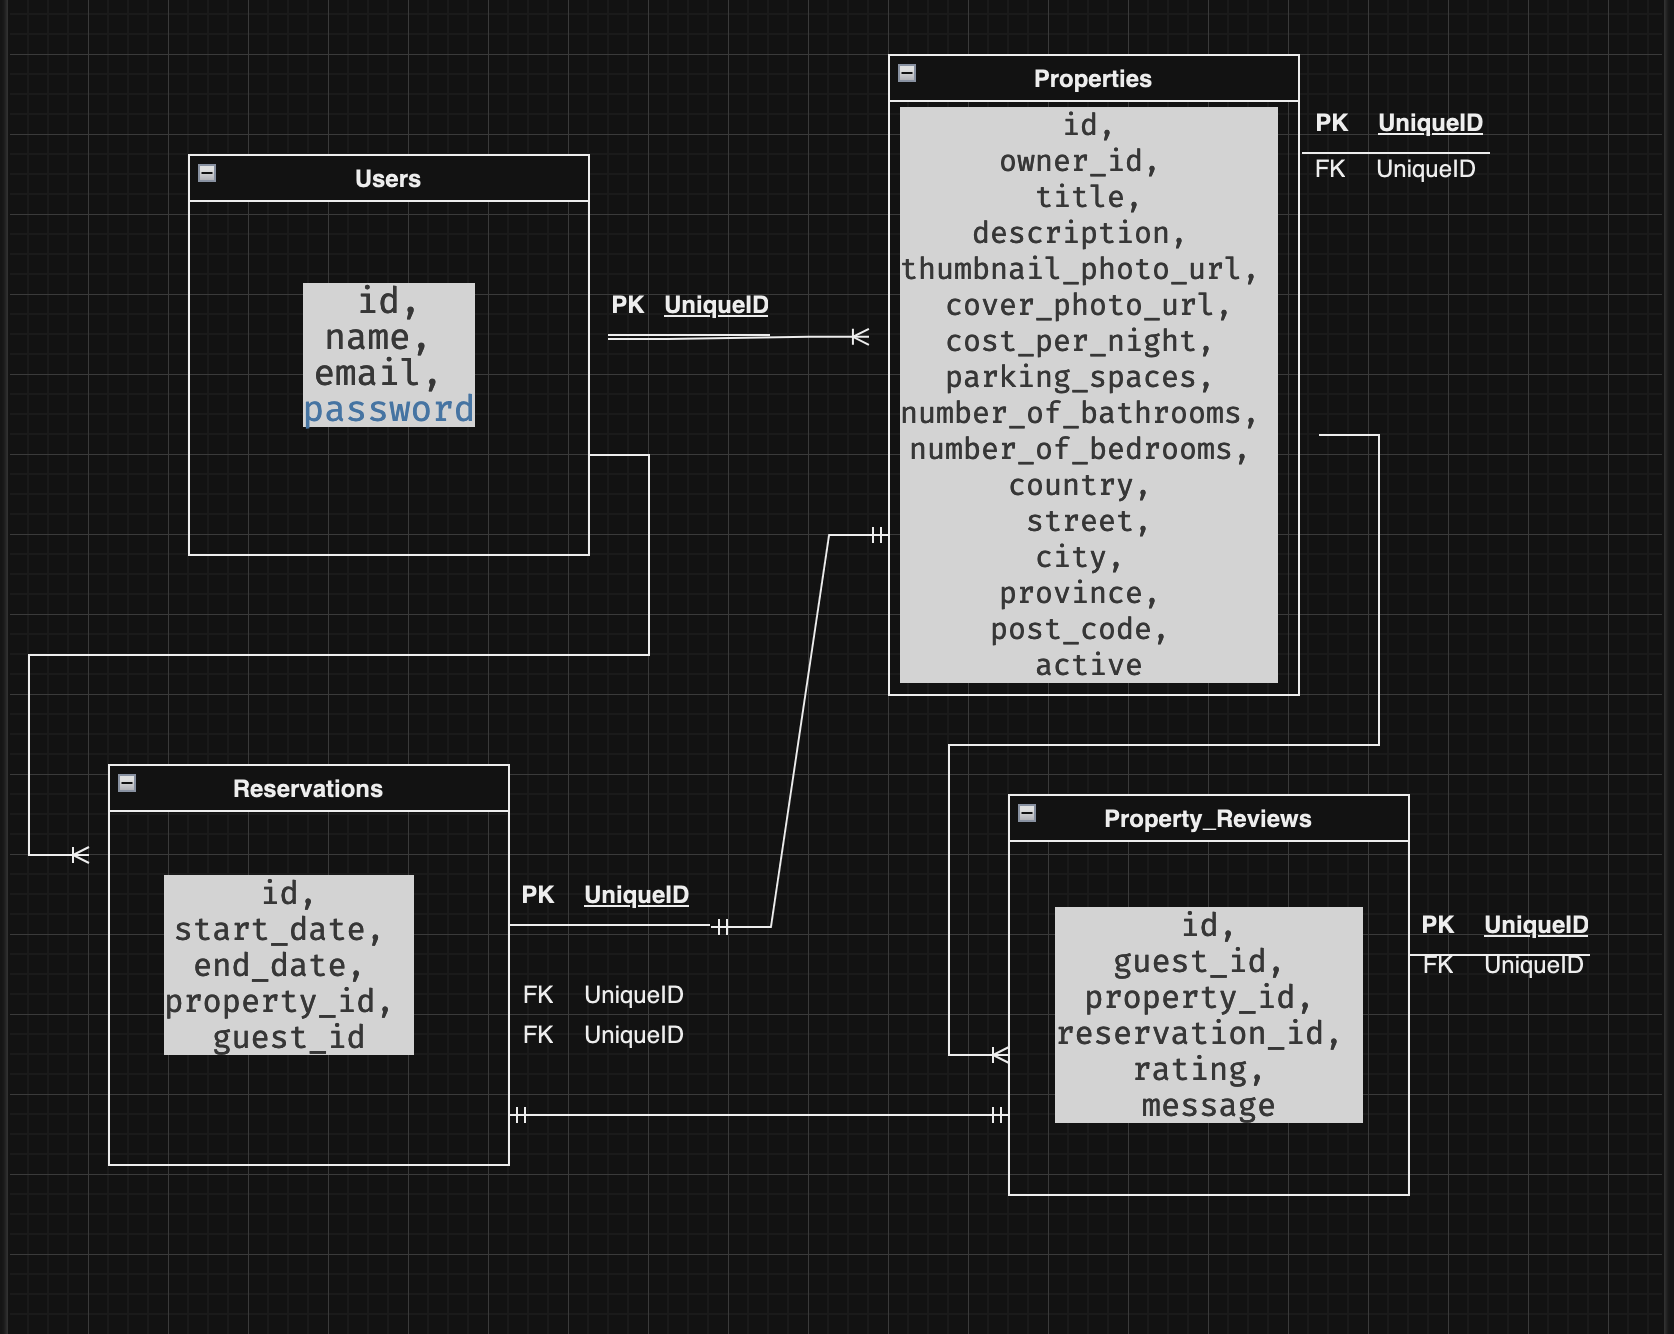 Users
id,
name,
email,
password
PK UniqueID
Properties
id,
owner_id,
title,
description,
thumbnail_photo_url,
cover_photo_url,
cost_per_night,
parking_spaces,
number_of_bathrooms,
number_of_bedrooms,
country,
street,
city,
province,
post_code,
active
PK UniqueID
FK UniqueID
Reservations
id,
start_date,
end_date,
property_id,
guest_id
PK UniqueID
FK UniqueID
FK UniqueID
Property_Reviews
id,
guest_id,
property_id,
reservation_id,
rating,
message
PK UniqueID
FK UniqueID